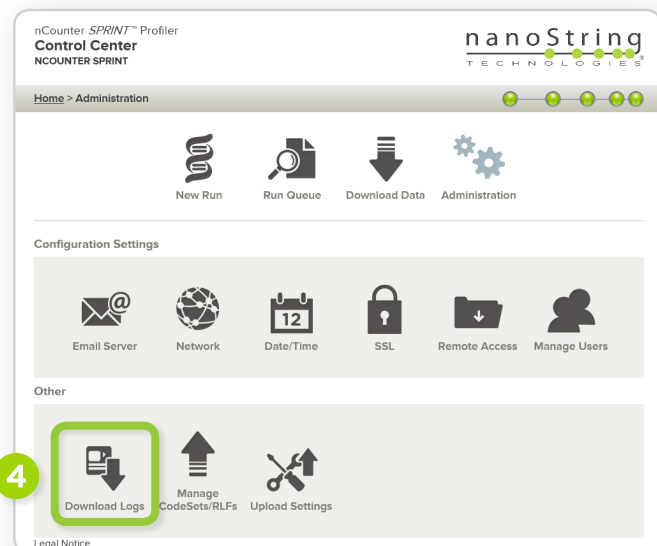 nCounter SPRINT™ Profiler
Control Center
NCOUNTER SPRINT
nanoString
TECHNOLOGIES®
Home > Administration
New Run
Run Queue
Download Data
Administration
Configuration Settings
@
12
Email Server
Network
Date/Time
SSL
Remote Access
Manage Users
Other
4
Download Logs
Manage
CodeSets/RLFs
Upload Settings
Legal Notice